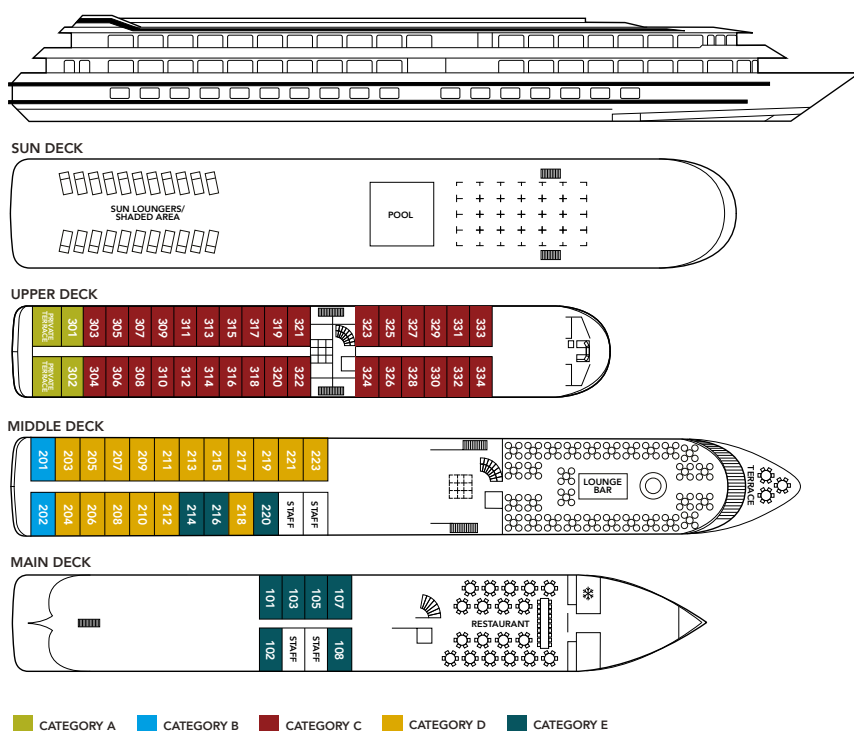 SUN DECK
SUN LOUNGERS/
SHADED AREA
POOL
UPPER DECK
PRIVATE
TERRACE
301
303
305
307
309
311
313
315
317
319
321
323
325
327
329
331
333
PRIVATE
TERRACE
302
304
306
308
310
312
314
316
318
320
322
324
326
328
330
332
334
MIDDLE DECK
201
203
205
207
209
211
213
215
217
219
221
223
202
204
206
208
210
212
214
216
218
220
STAFF
STAFF
LOUNGE
BAR
TERRACE
MAIN DECK
101
103
105
107
102
STAFF
STAFF
108
RESTAURANT
CATEGORY A
CATEGORY B
CATEGORY C
CATEGORY D
CATEGORY E